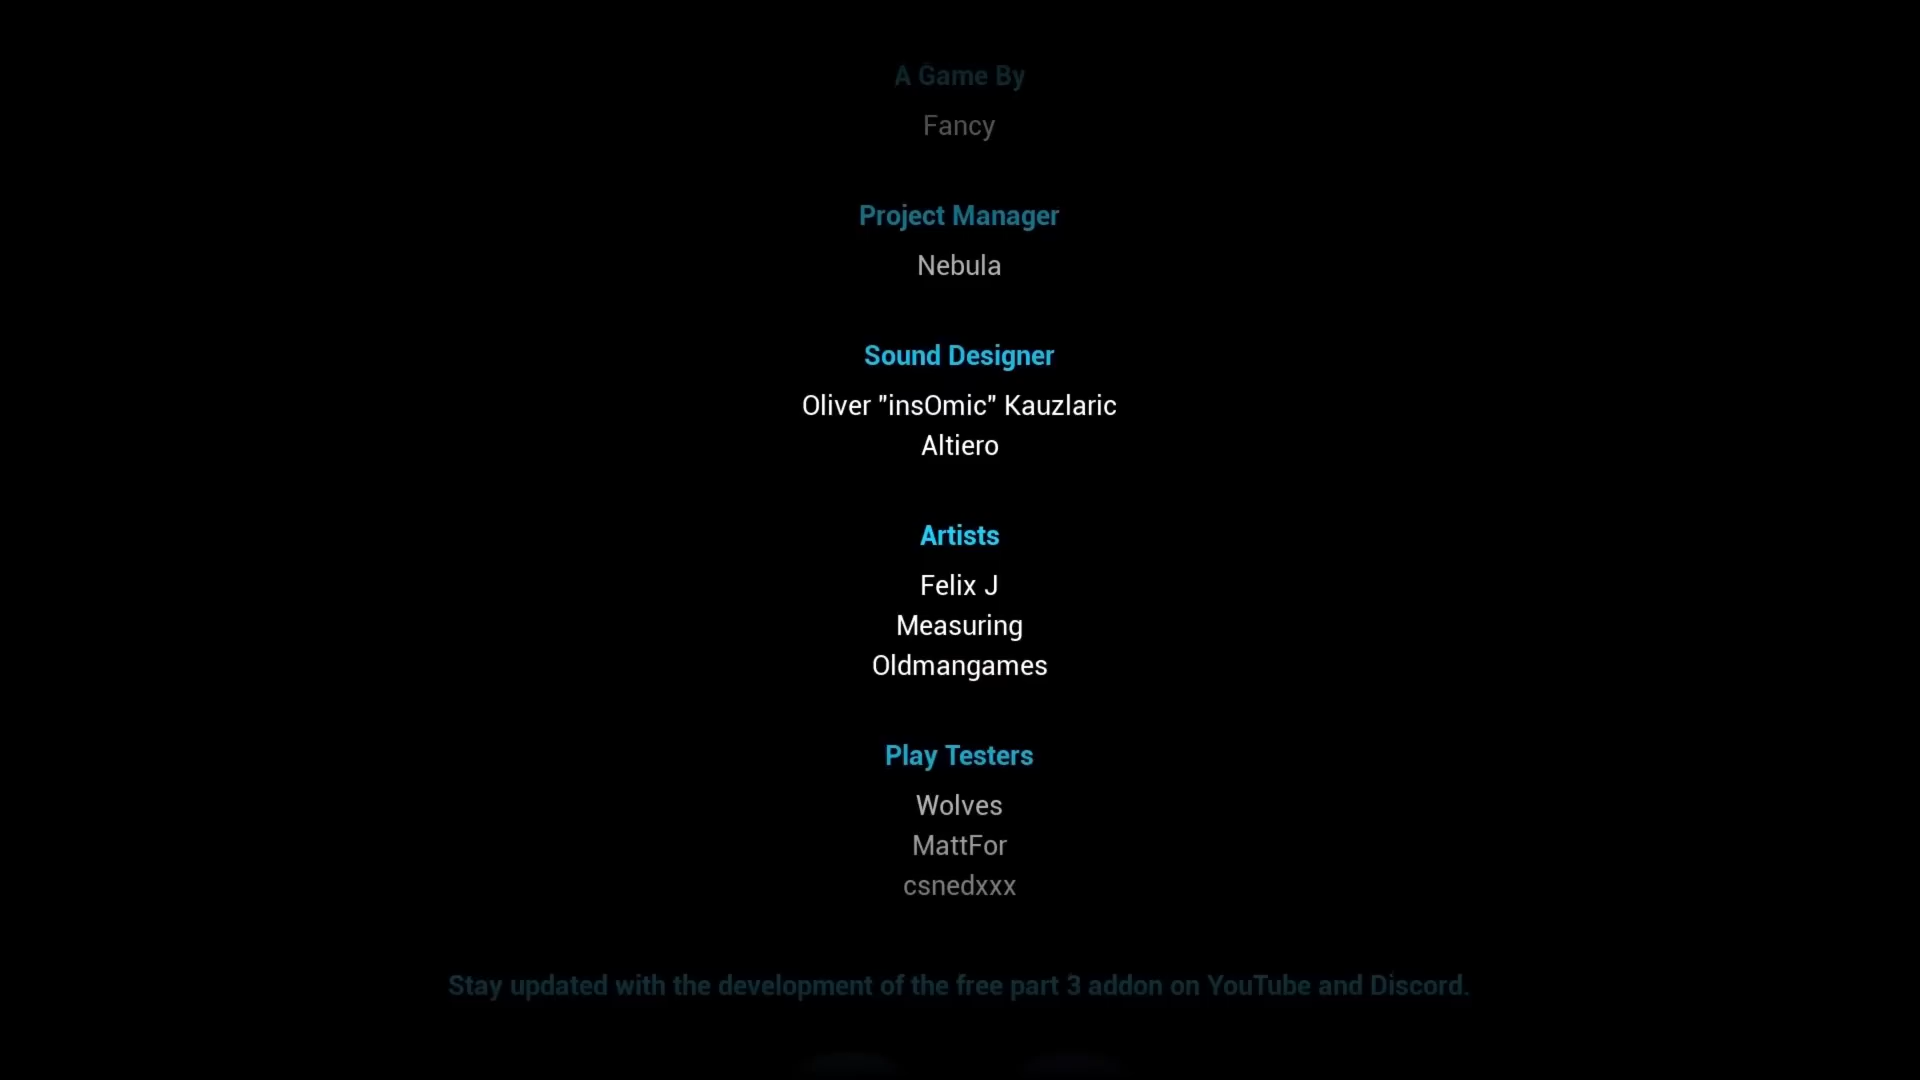 A Game By
Fancy
Project Manager
Nebula
Sound Designer
Oliver "insOmic" Kauzlaric
Altiero
Artists
Felix J
Measuring
Oldmangames
Play Testers
Wolves
MattFor
csnedxxx
Stay updated with the development of the free part 3 addon on YouTube and Discord.